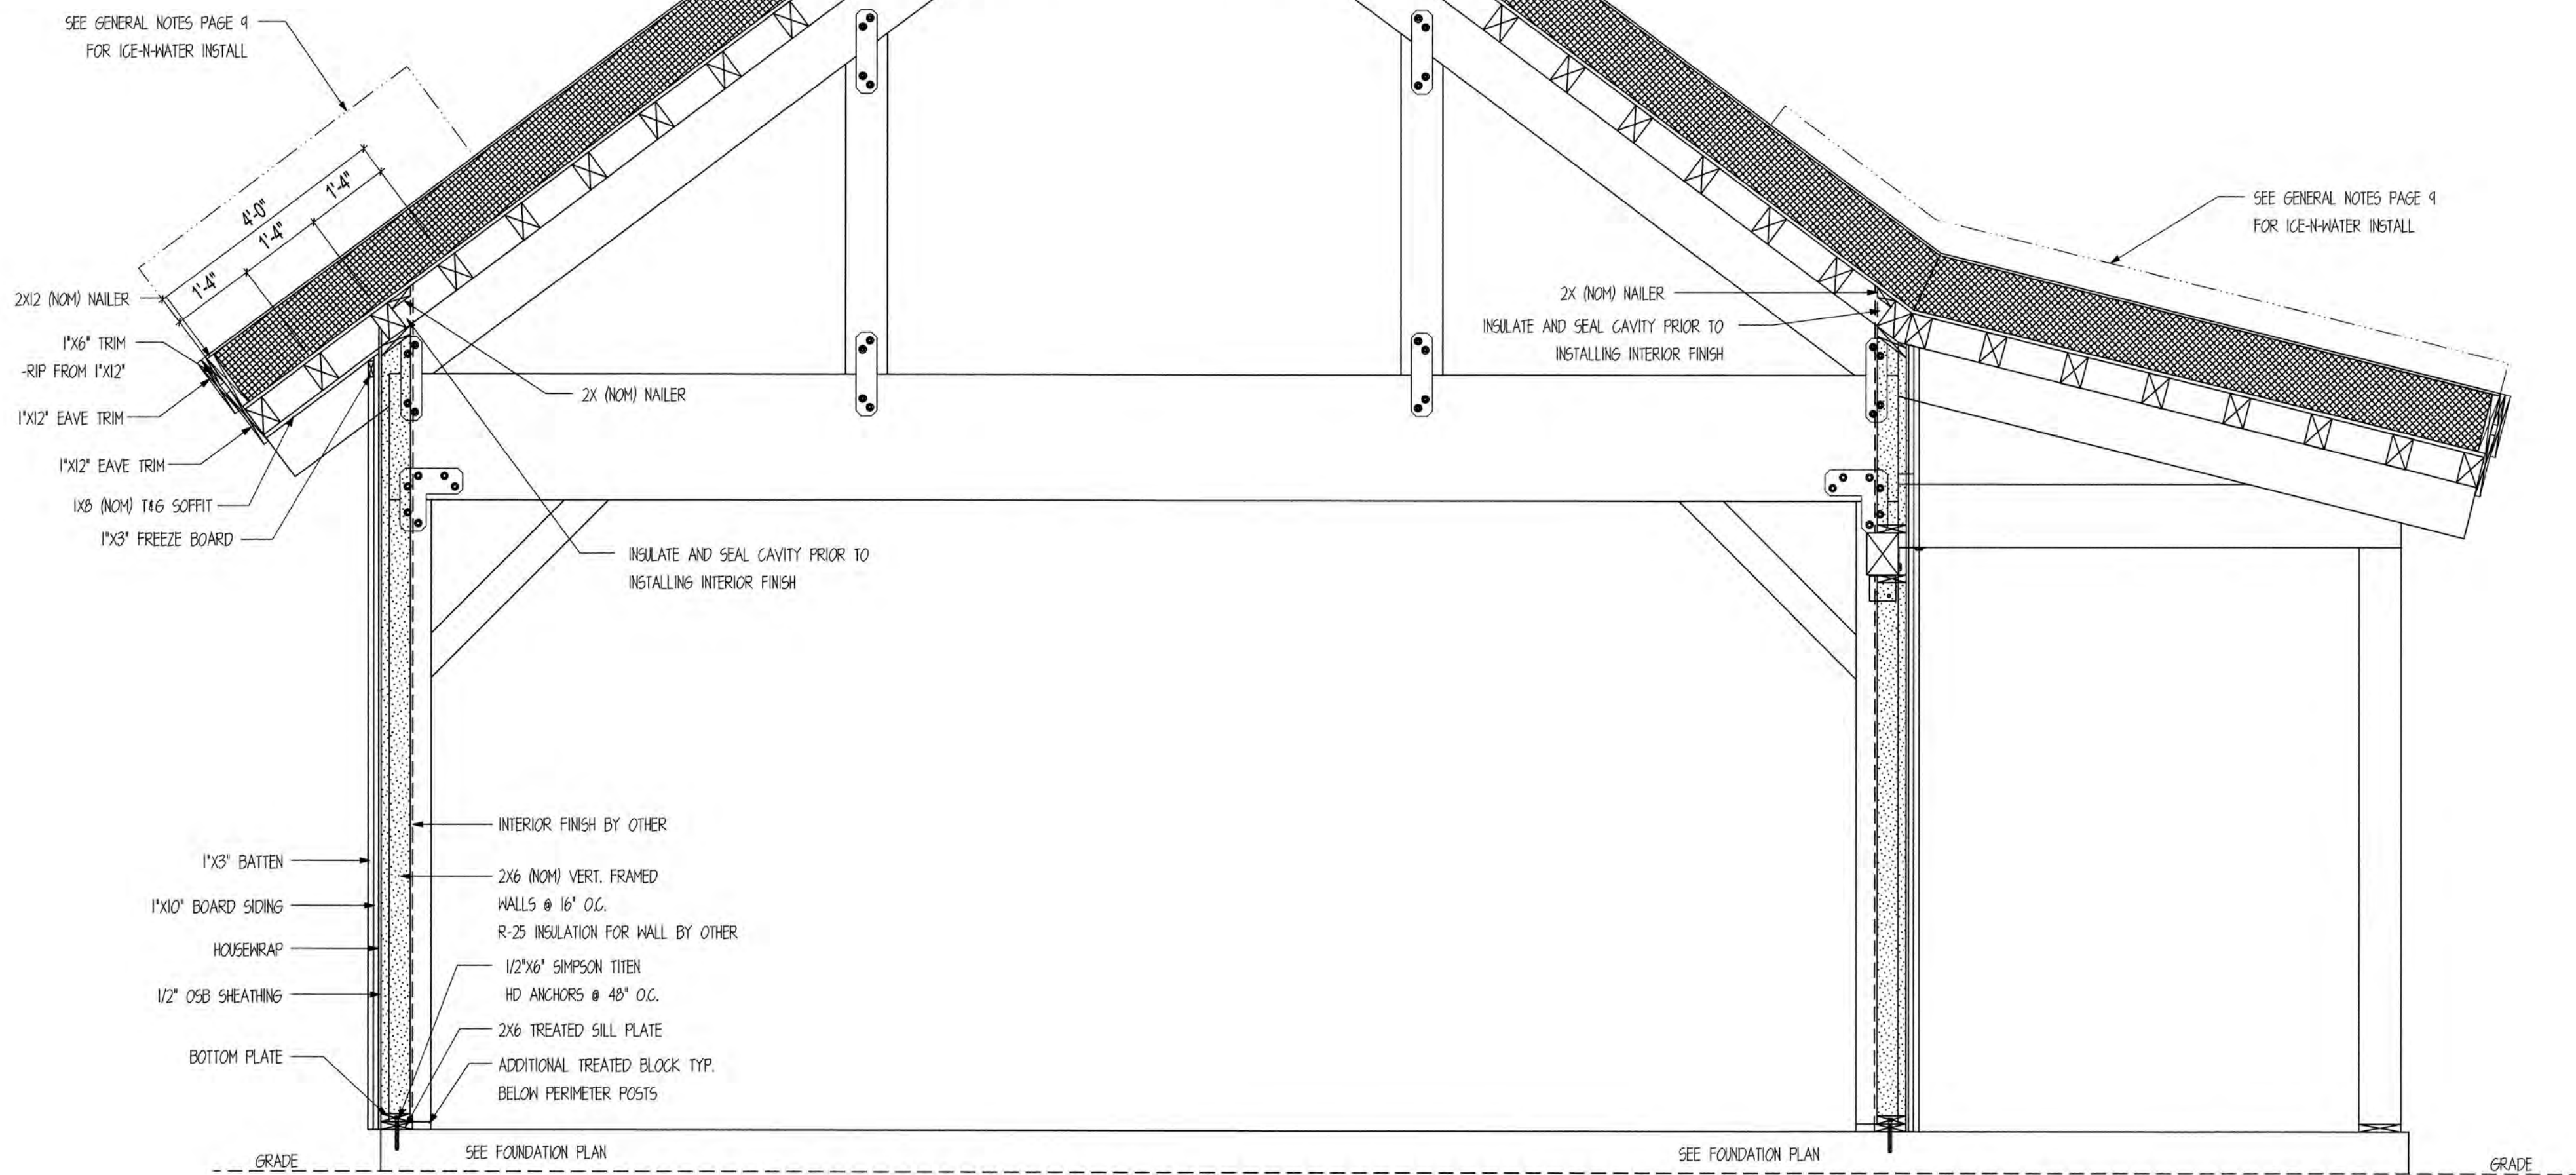 SEE GENERAL NOTES PAGE 9
FOR ICE-N-WATER INSTALL
1'-4"
4'-0"
1'-4"
1'-4"
2X12 (NOM) NAILER
1"X6" TRIM
-RIP FROM 1"X12"
1"X12" EAVE TRIM
1"X12" EAVE TRIM
1X8 (NOM) T&G SOFFIT
1"X3" FREEZE BOARD
2X (NOM) NAILER
INSULATE AND SEAL CAVITY PRIOR TO
INSTALLING INTERIOR FINISH
2X (NOM) NAILER
INSULATE AND SEAL CAVITY PRIOR TO
INSTALLING INTERIOR FINISH
SEE GENERAL NOTES PAGE 9
FOR ICE-N-WATER INSTALL
1"X3" BATTEN
1"X10" BOARD SIDING
HOUSEWRAP
1/2" OSB SHEATHING
BOTTOM PLATE
INTERIOR FINISH BY OTHER
2X6 (NOM) VERT. FRAMED
WALLS @ 16" O.C.
R-25 INSULATION FOR WALL BY OTHER
1/2"X6" SIMPSON TITEN
HD ANCHORS @ 48" O.C.
2X6 TREATED SILL PLATE
ADDITIONAL TREATED BLOCK TYP.
BELOW PERIMETER POSTS
GRADE
SEE FOUNDATION PLAN
SEE FOUNDATION PLAN
GRADE